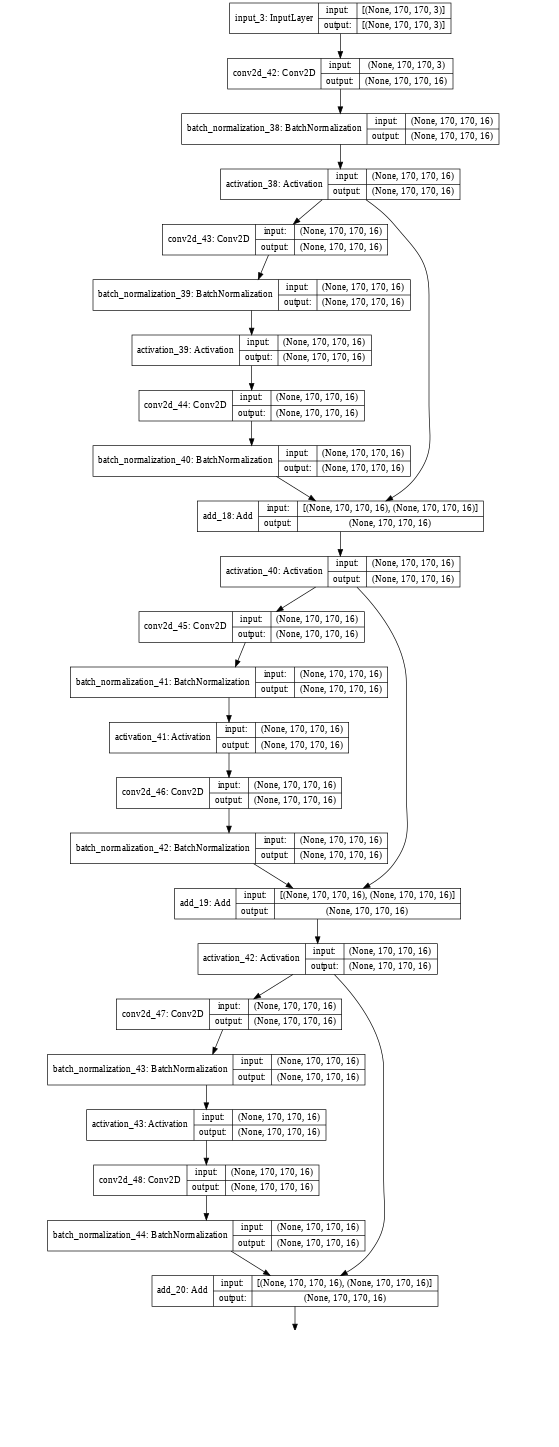 input_3: InputLayer input: [(None, 170, 170, 3)]
output: [(None, 170, 170, 3)]
conv2d_42: Conv2D input: (None, 170, 170, 3)
output: (None, 170, 170, 16)
batch_normalization_38: BatchNormalization input: (None, 170, 170, 16)
output: (None, 170, 170, 16)
activation_38: Activation input: (None, 170, 170, 16)
output: (None, 170, 170, 16)
conv2d_43: Conv2D input: (None, 170, 170, 16)
output: (None, 170, 170, 16)
batch_normalization_39: BatchNormalization input: (None, 170, 170, 16)
output: (None, 170, 170, 16)
activation_39: Activation input: (None, 170, 170, 16)
output: (None, 170, 170, 16)
conv2d_44: Conv2D input: (None, 170, 170, 16)
output: (None, 170, 170, 16)
batch_normalization_40: BatchNormalization input: (None, 170, 170, 16)
output: (None, 170, 170, 16)
add_18: Add input: [(None, 170, 170, 16), (None, 170, 170, 16)]
output: (None, 170, 170, 16)
activation_40: Activation input: (None, 170, 170, 16)
output: (None, 170, 170, 16)
conv2d_45: Conv2D input: (None, 170, 170, 16)
output: (None, 170, 170, 16)
batch_normalization_41: BatchNormalization input: (None, 170, 170, 16)
output: (None, 170, 170, 16)
activation_41: Activation input: (None, 170, 170, 16)
output: (None, 170, 170, 16)
conv2d_46: Conv2D input: (None, 170, 170, 16)
output: (None, 170, 170, 16)
batch_normalization_42: BatchNormalization input: (None, 170, 170, 16)
output: (None, 170, 170, 16)
add_19: Add input: [(None, 170, 170, 16), (None, 170, 170, 16)]
output: (None, 170, 170, 16)
activation_42: Activation input: (None, 170, 170, 16)
output: (None, 170, 170, 16)
conv2d_47: Conv2D input: (None, 170, 170, 16)
output: (None, 170, 170, 16)
batch_normalization_43: BatchNormalization input: (None, 170, 170, 16)
output: (None, 170, 170, 16)
activation_43: Activation input: (None, 170, 170, 16)
output: (None, 170, 170, 16)
conv2d_48: Conv2D input: (None, 170, 170, 16)
output: (None, 170, 170, 16)
batch_normalization_44: BatchNormalization input: (None, 170, 170, 16)
output: (None, 170, 170, 16)
add_20: Add input: [(None, 170, 170, 16), (None, 170, 170, 16)]
output: (None, 170, 170, 16)